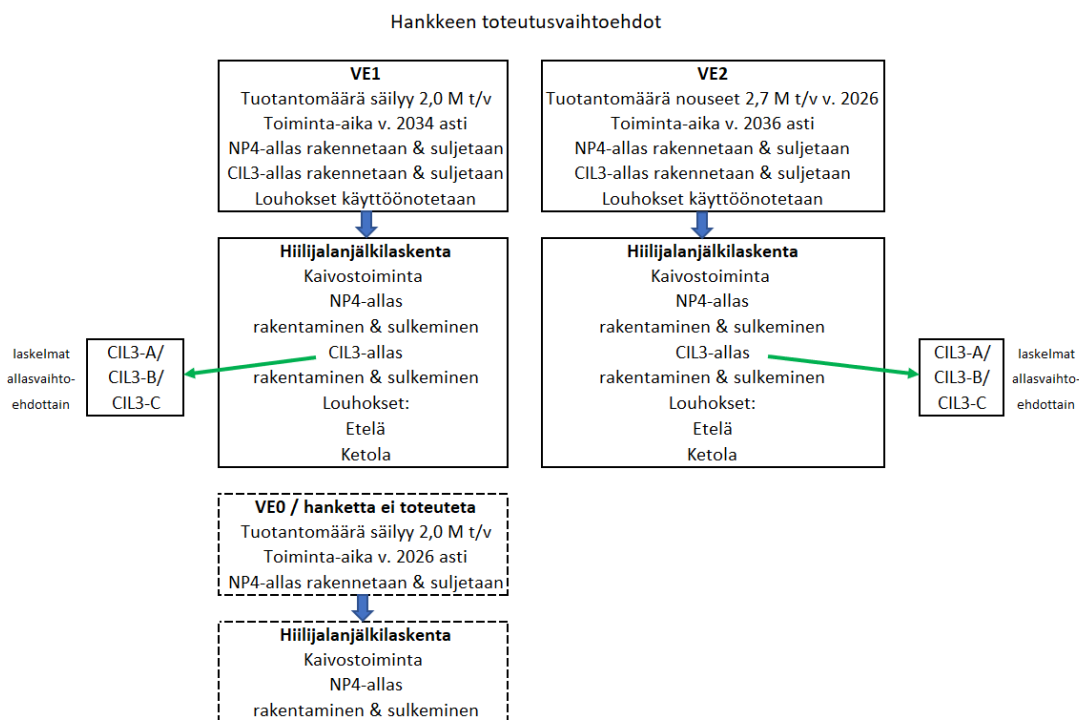 Hankkeen toteutusvaihtoehdot
VE1
Tuotantomäärä säilyy 2,0 M t/v
Toiminta-aika v. 2034 asti
NP4-allas rakennetaan & suljetaan
CIL3-allas rakennetaan & suljetaan
Louhokset käyttöönotetaan
VE2
Tuotantomäärä nouseet 2,7 M t/v v. 2026
Toiminta-aika v. 2036 asti
NP4-allas rakennetaan & suljetaan
CIL3-allas rakennetaan & suljetaan
Louhokset käyttöönotetaan
Hiilijalanjälkilaskenta
Kaivostoiminta
NP4-allas
rakentaminen & sulkeminen
CIL3-allas
rakentaminen & sulkeminen
Louhokset:
Etelä
Ketola
laskelmat
allasvaihto-
ehdottain
CIL3-A/
CIL3-B/
CIL3-C
Hiilijalanjälkilaskenta
Kaivostoiminta
NP4-allas
rakentaminen & sulkeminen
CIL3-allas
rakentaminen & sulkeminen
Louhokset:
Etelä
Ketola
CIL3-A/
CIL3-B/
CIL3-C
laskelmat
allasvaihto-
ehdottain
VE0 / hanketta ei toteuteta
Tuotantomäärä säilyy 2,0 M t/v
Toiminta-aika v. 2026 asti
NP4-allas rakennetaan & suljetaan
Hiilijalanjälkilaskenta
Kaivostoiminta
NP4-allas
rakentaminen & sulkeminen